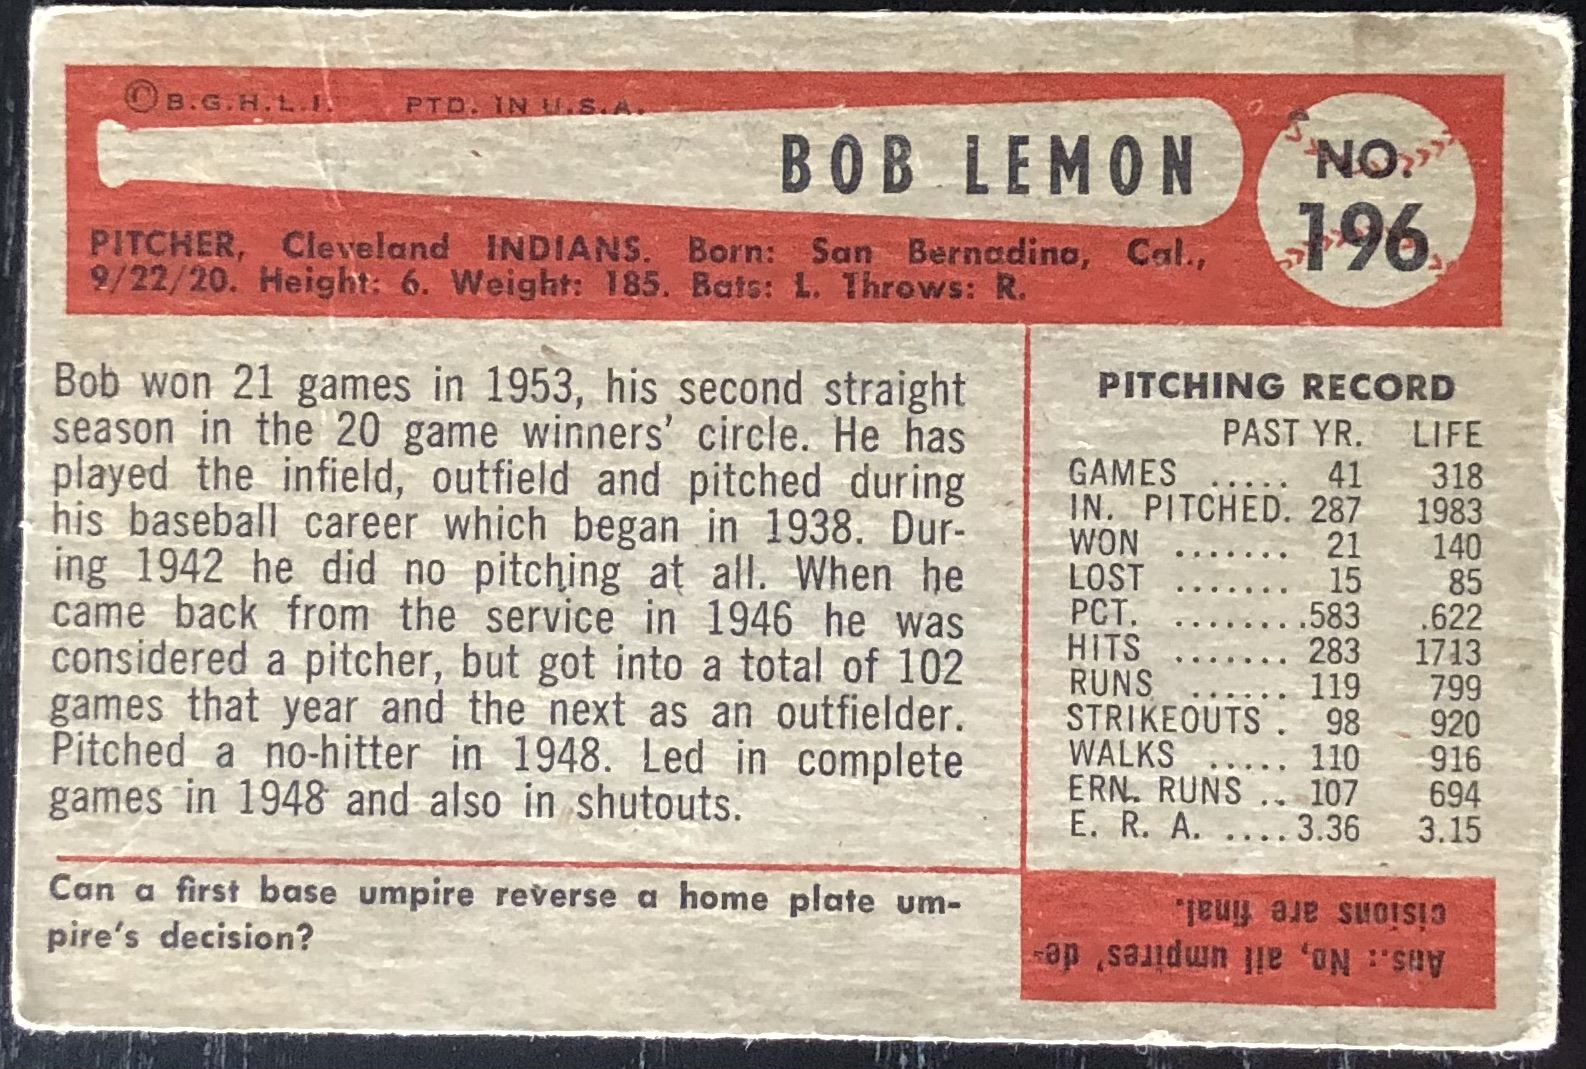 © B.G.H.L.I. PTD. IN U.S.A.
BOB LEMON
NO.
196
PITCHER, Cleveland INDIANS. Born: San Bernadino, Cal.,
9/22/20. Height: 6. Weight: 185. Bats: L. Throws: R.
Bob won 21 games in 1953, his second straight
season in the 20 game winners' circle. He has
played the infield, outfield and pitched during
his baseball career which began in 1938. Dur-
ing 1942 he did no pitching at all. When he
came back from the service in 1946 he was
considered a pitcher, but got into a total of 102
games that year and the next as an outfielder.
Pitched a no-hitter in 1948. Led in complete
games in 1948 and also in shutouts.
PITCHING RECORD
PAST YR. LIFE
GAMES ..... 41 318
IN. PITCHED. 287 1983
WON ....... 21 140
LOST ....... 15 85
PCT. ........ .583 .622
HITS ....... 283 1713
RUNS ...... 119 799
STRIKEOUTS . 98 920
WALKS ..... 110 916
ERN. RUNS .. 107 694
E. R. A. .... 3.36 3.15
Can a first base umpire reverse a home plate um-
pire's decision?
Ans.: No, all umpires' de-
cisions are final.